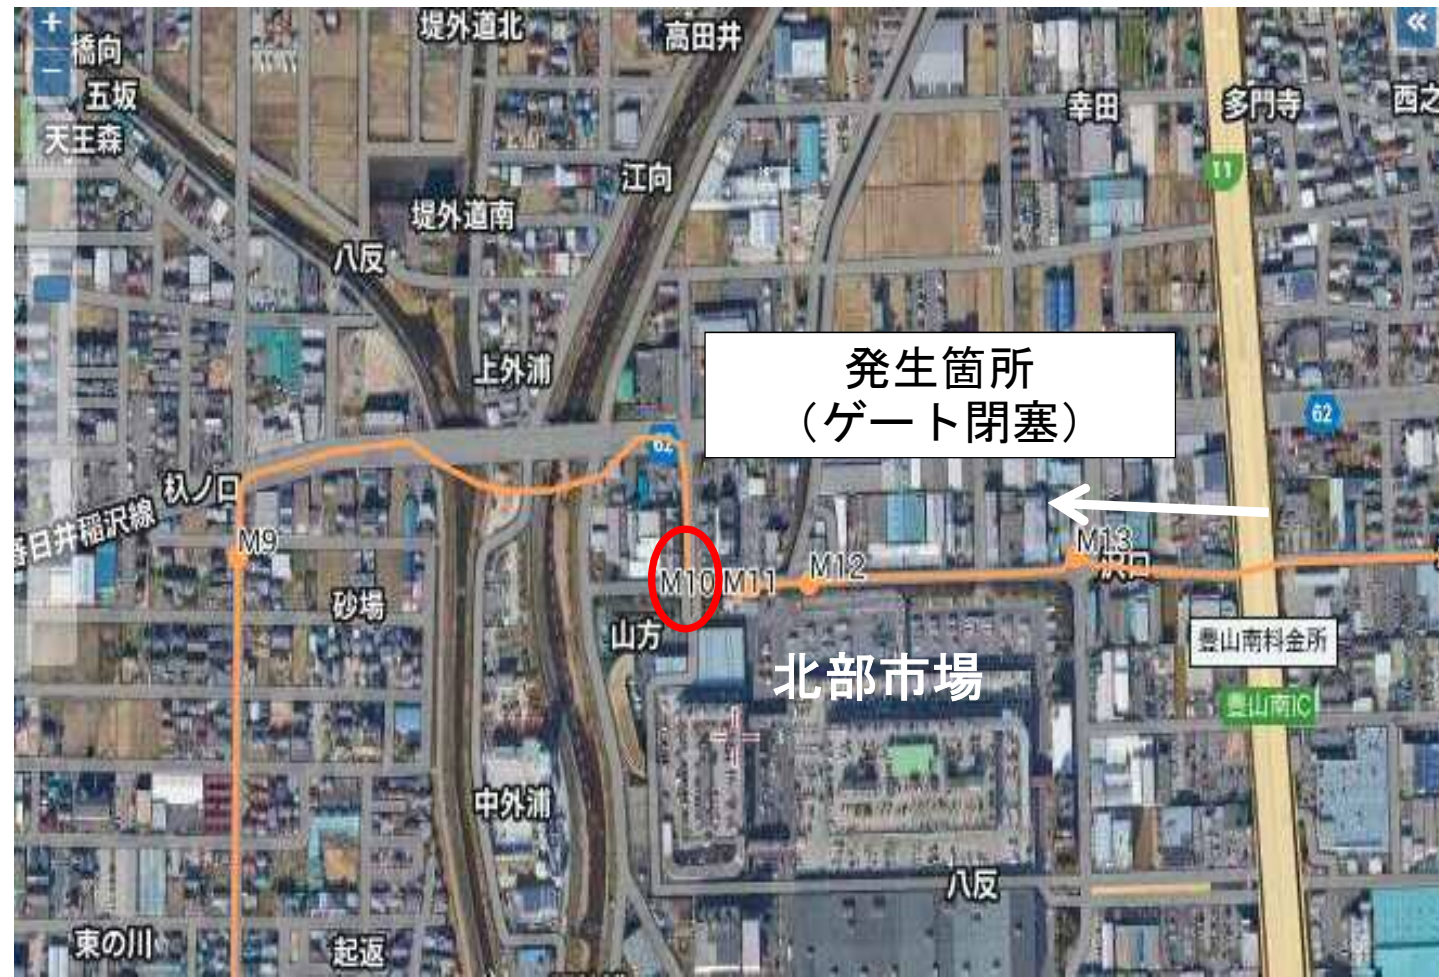 +
«
堤外道北
橋向
高田井
−
五坂
幸田
多門寺
西之
天王森
11
江向
堤外道南
八反
発生箇所
（ゲート閉塞）
上外浦
62
62
杁ノ口
春日井稲沢線
M9
M10
M11
M12
M13
沢口
砂場
山方
豊山南料金所
北部市場
豊山南IC
中外浦
八反
東の川
起返